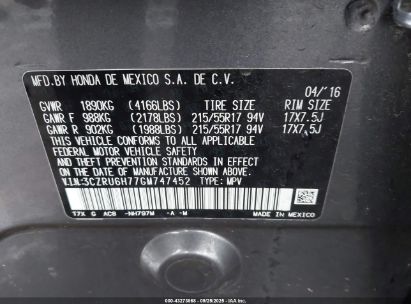 MFD.BY HONDA DE MEXICO S.A. DE C.V.
04/'16
GVWR 1890KG (4166LBS) TIRE SIZE RIM SIZE
GAWR F 988KG (2178LBS) 215/55R17 94V 17X7.5J
GAWR R 902KG (1988LBS) 215/55R17 94V 17X7.5J
THIS VEHICLE CONFORMS TO ALL APPLICABLE
FEDERAL MOTOR VEHICLE SAFETY
AND THEFT PREVENTION STANDARDS IN EFFECT
ON THE DATE OF MANUFACTURE SHOWN ABOVE.
V.I.N:3CZRU6H77GM747452 TYPE: MPV
MADE IN MEXICO
T7X G AC8 -NH797M -A -M